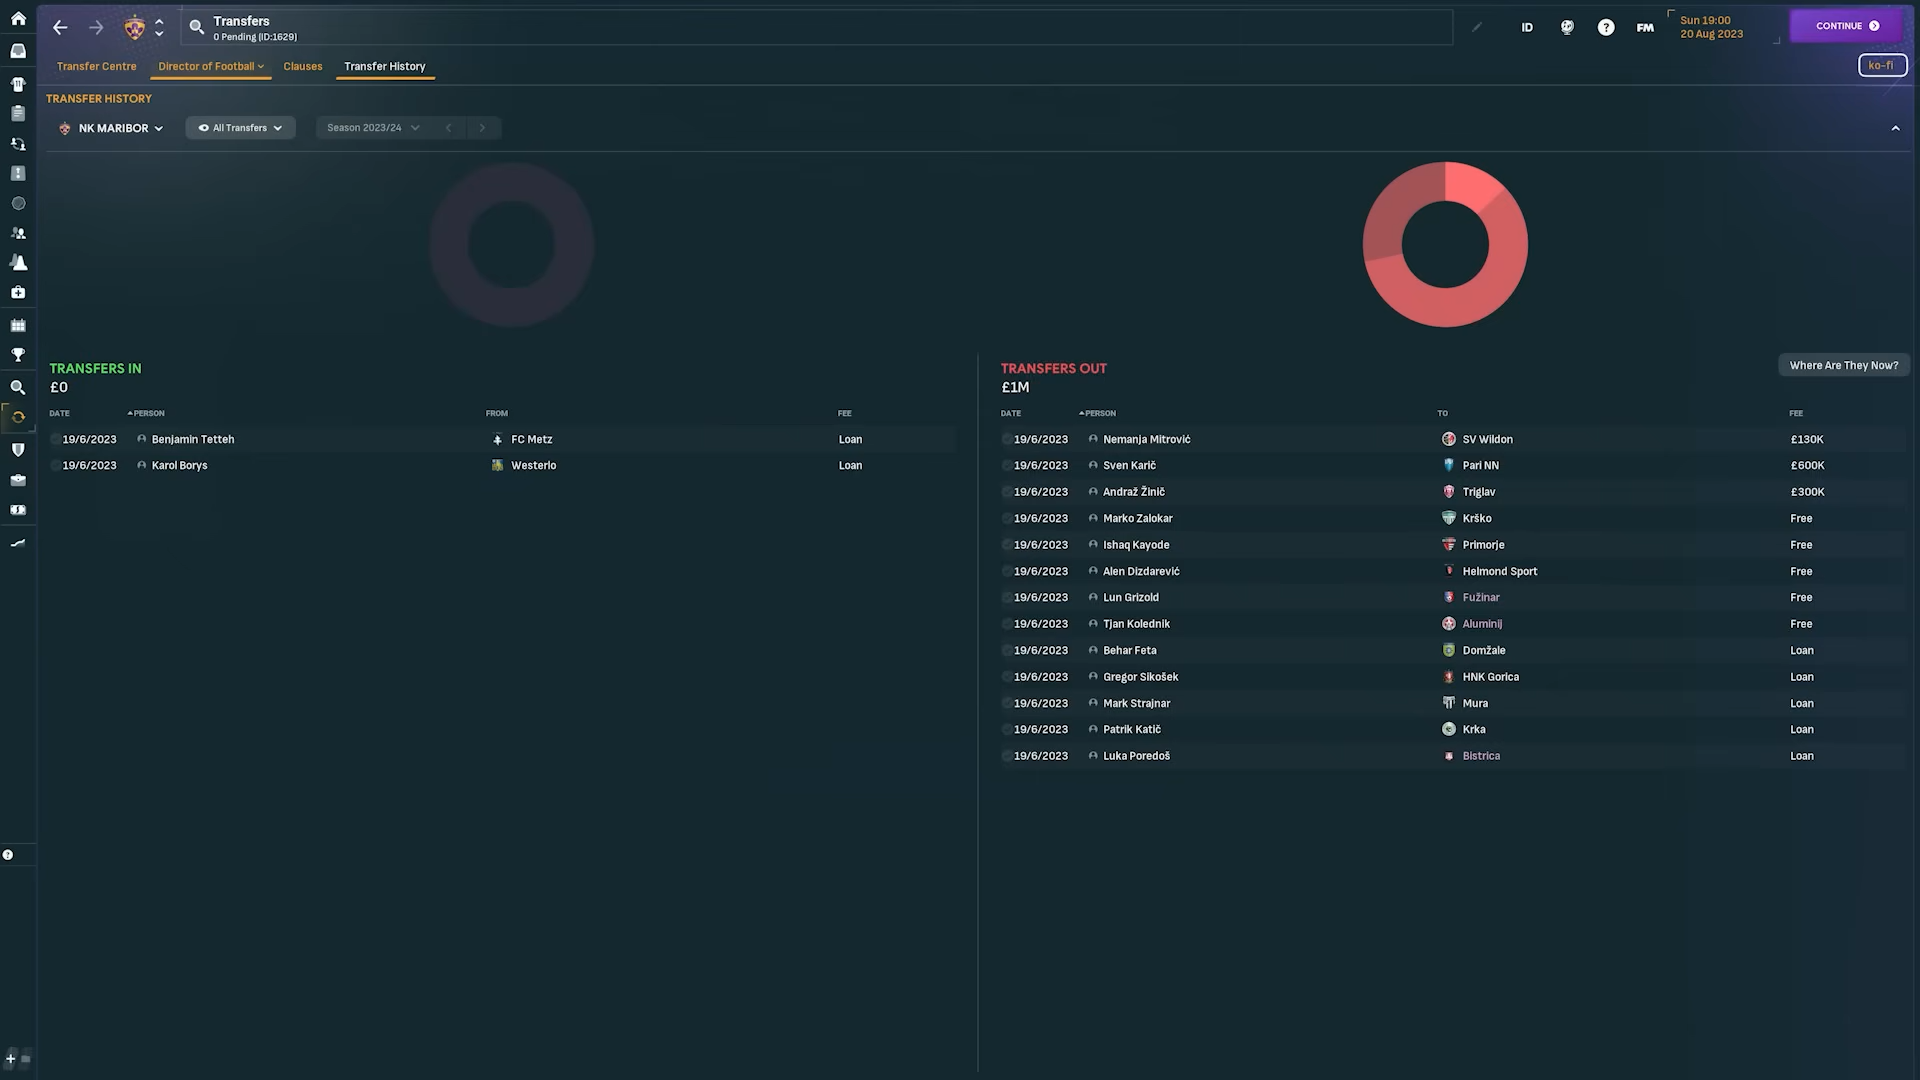 Transfers
0 Pending (ID:1629)
ID
FM
Sun 19:00
20 Aug 2023
CONTINUE
Transfer Centre
Director of Football
Clauses
Transfer History
ko-fi
TRANSFER HISTORY
NK MARIBOR
All Transfers
Season 2023/24
TRANSFERS IN
£0
DATE PERSON FROM FEE
19/6/2023 Benjamin Tetteh FC Metz Loan
19/6/2023 Karol Borys Westerlo Loan
TRANSFERS OUT
£1M
Where Are They Now?
DATE PERSON TO FEE
19/6/2023 Nemanja Mitrović SV Wildon £130K
19/6/2023 Sven Karič Pari NN £600K
19/6/2023 Andraž Žinič Triglav £300K
19/6/2023 Marko Zalokar Krško Free
19/6/2023 Ishaq Kayode Primorje Free
19/6/2023 Alen Dizdarević Helmond Sport Free
19/6/2023 Lun Grizold Fužinar Free
19/6/2023 Tjan Kolednik Aluminij Free
19/6/2023 Behar Feta Domžale Loan
19/6/2023 Gregor Sikošek HNK Gorica Loan
19/6/2023 Mark Strajnar Mura Loan
19/6/2023 Patrik Katič Krka Loan
19/6/2023 Luka Poredoš Bistrica Loan